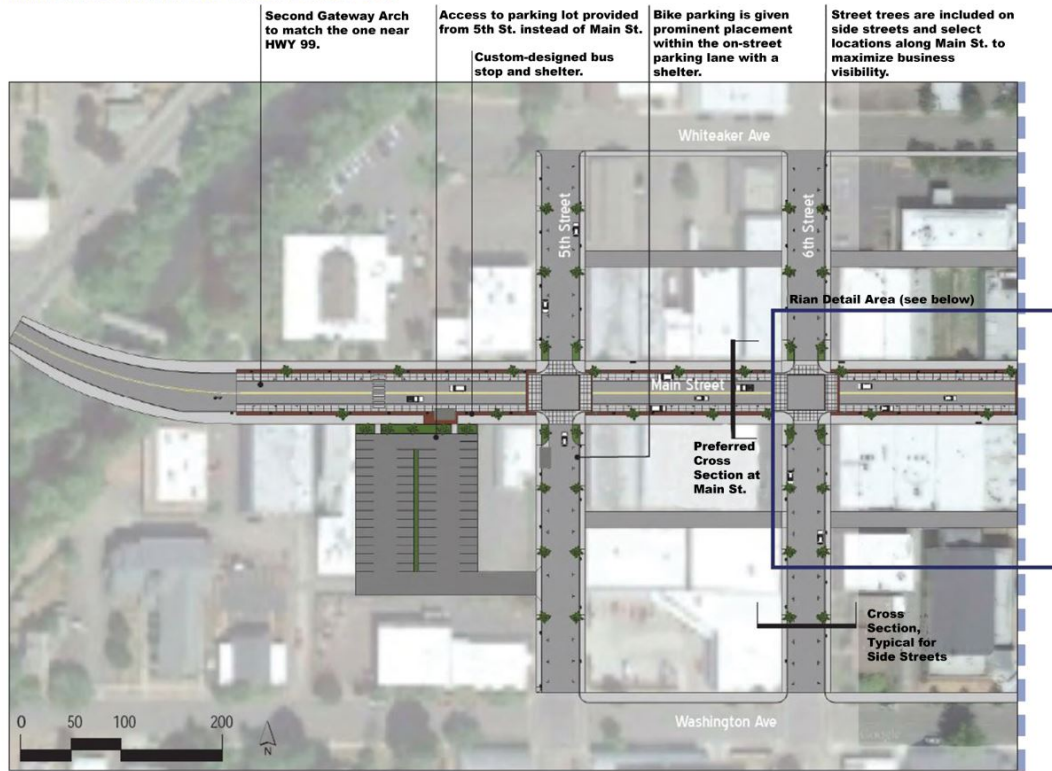 Second Gateway Arch
to match the one near
HWY 99.
Access to parking lot provided
from 5th St. instead of Main St.
Custom-designed bus
stop and shelter.
Bike parking is given
prominent placement
within the on-street
parking lane with a
shelter.
Street trees are included on
side streets and select
locations along Main St. to
maximize business
visibility.
Whiteaker Ave
5th Street
6th Street
Rian Detail Area (see below)
Main Street
Preferred
Cross
Section at
Main St.
Cross
Section,
Typical for
Side Streets
Washington Ave
0 50 100 200
N
Google